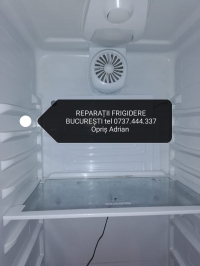 REPARAȚII FRIGIDERE
BUCUREȘTI tel 0737.444.337
Opriș Adrian